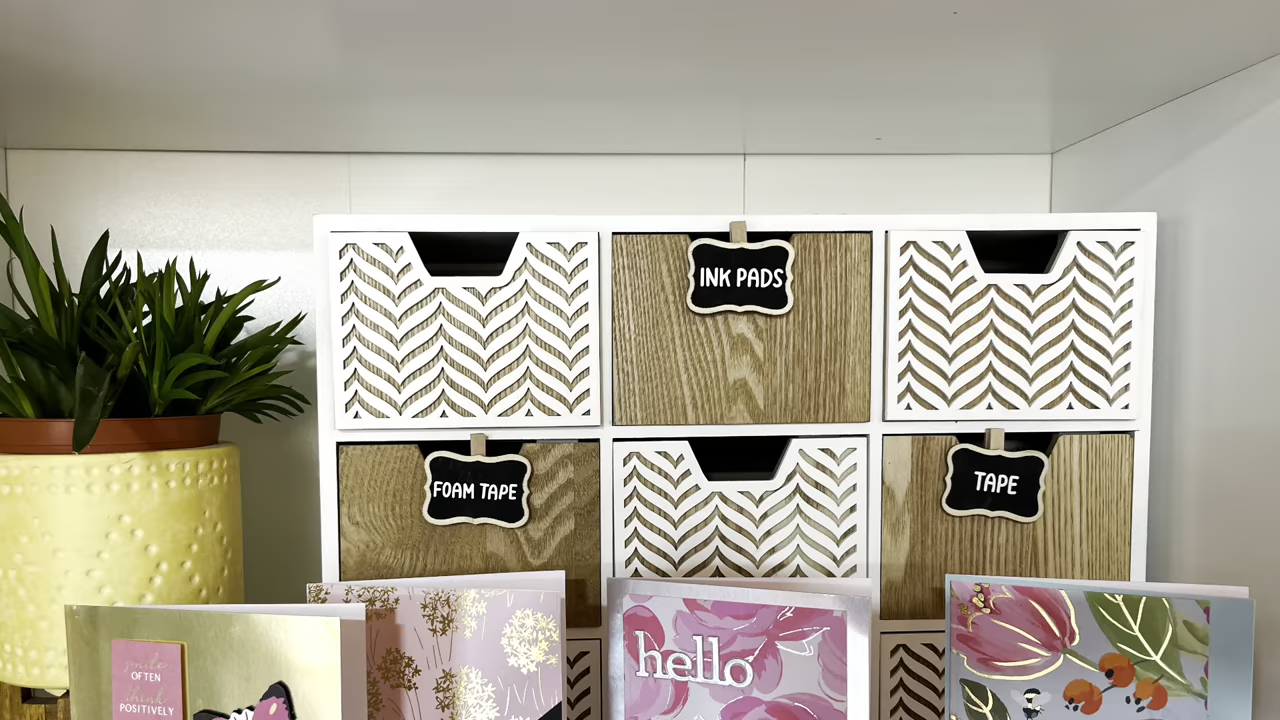 INK PADS
FOAM TAPE
TAPE
smile
OFTEN
think
POSITIVELY
hello